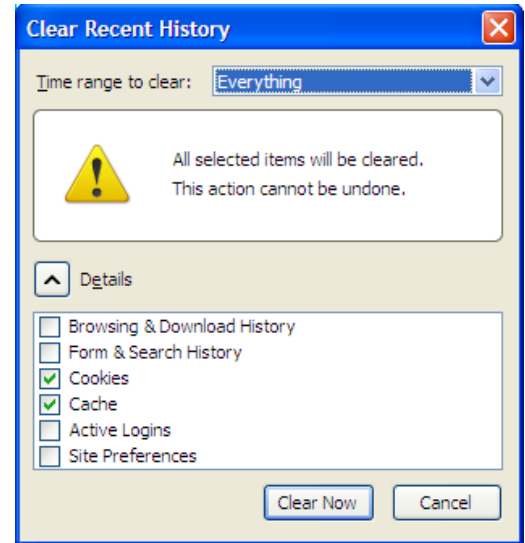 Clear Recent History
Time range to clear: Everything
All selected items will be cleared.
This action cannot be undone.
Details
Browsing & Download History
Form & Search History
Cookies
Cache
Active Logins
Site Preferences
Clear Now Cancel